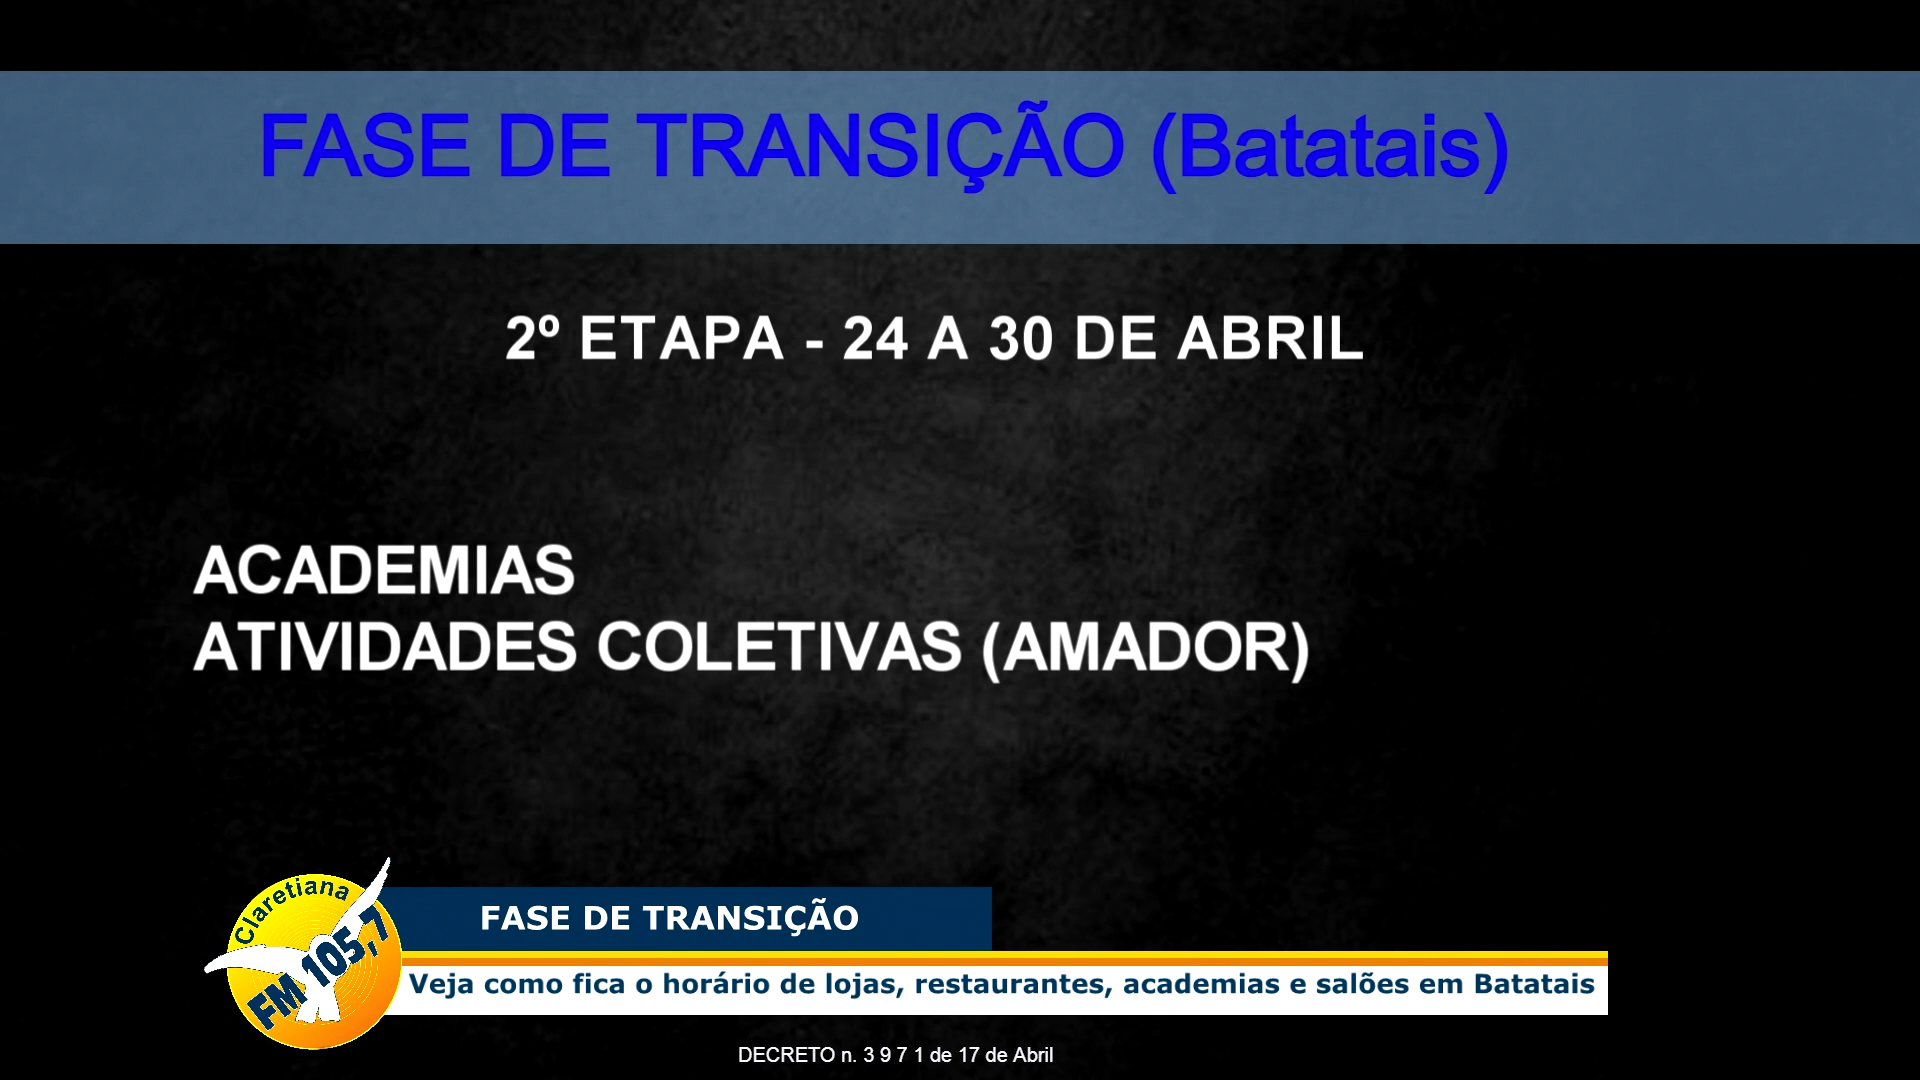 FASE DE TRANSIÇÃO (Batatais)
2º ETAPA - 24 A 30 DE ABRIL
ACADEMIAS
ATIVIDADES COLETIVAS (AMADOR)
Claretiana
FM 105,7
FASE DE TRANSIÇÃO
Veja como fica o horário de lojas, restaurantes, academias e salões em Batatais
DECRETO n. 3 9 7 1 de 17 de Abril